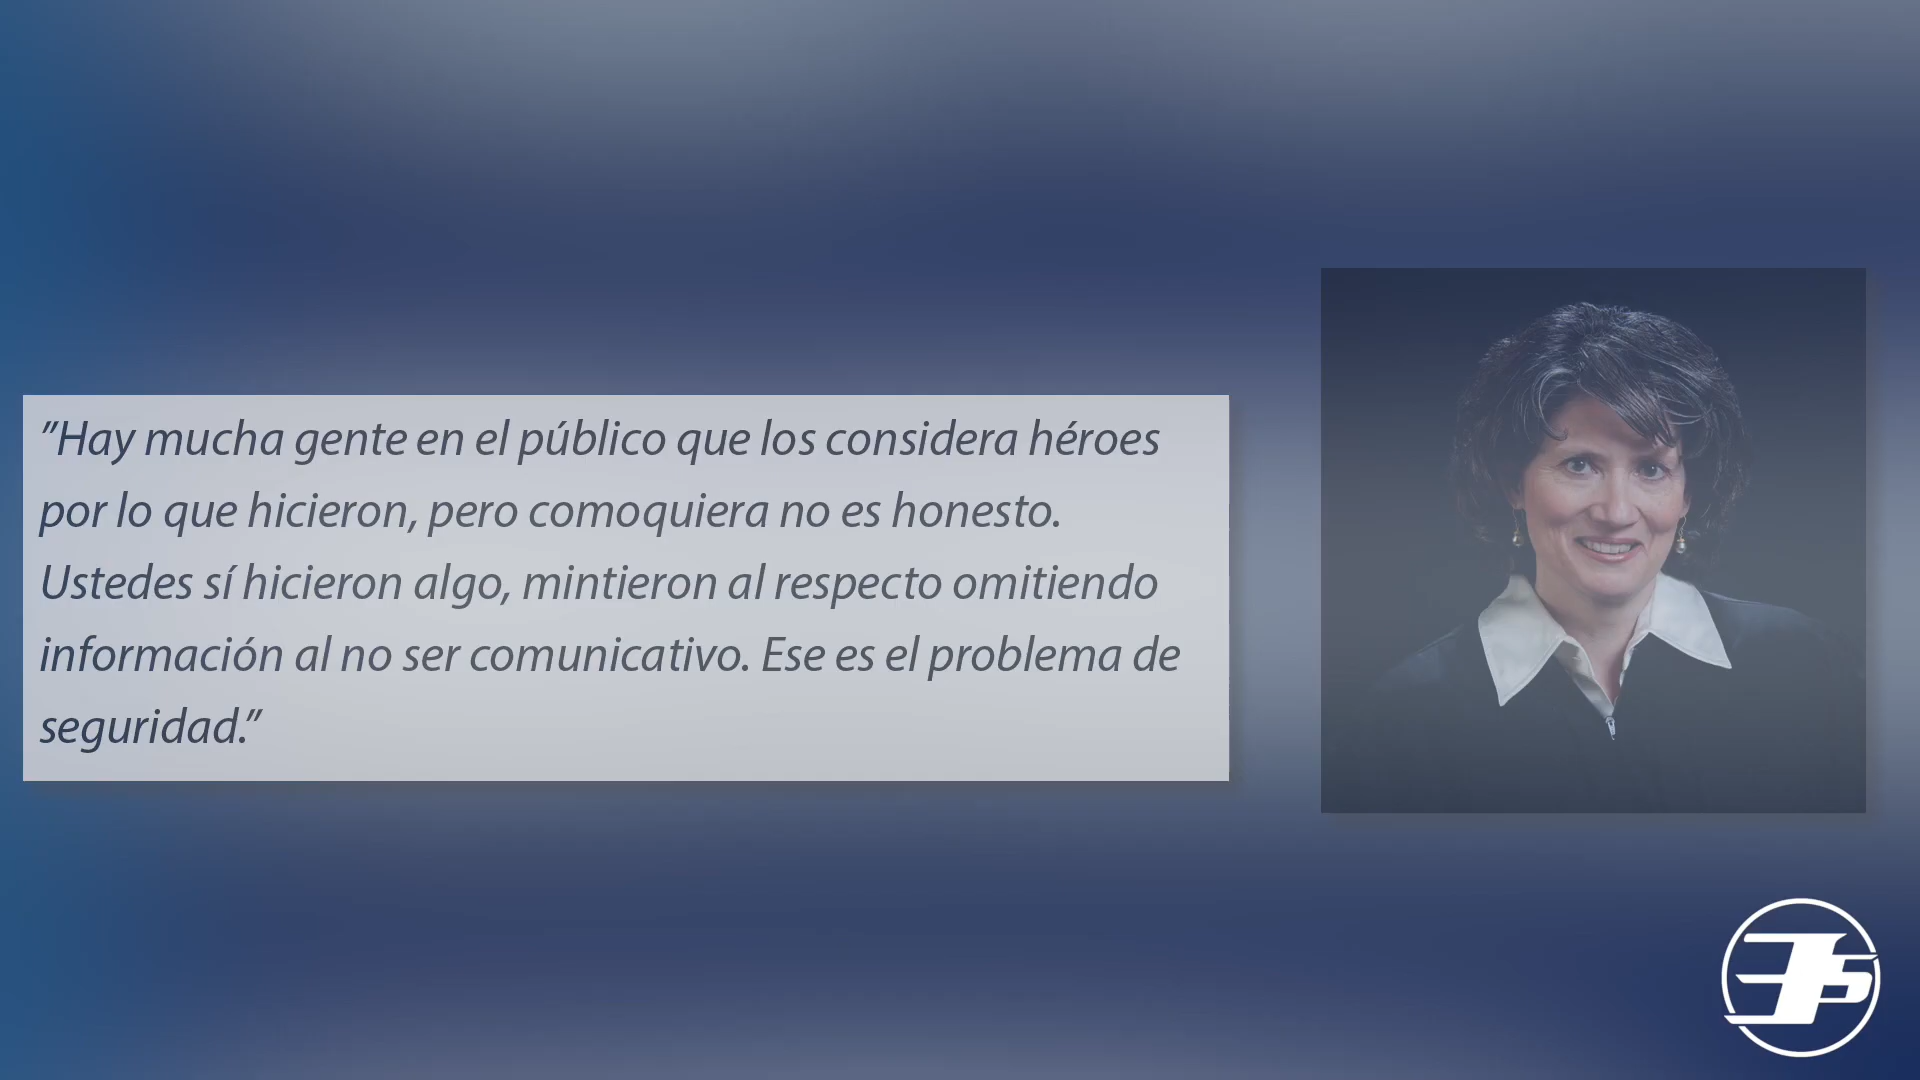 "Hay mucha gente en el público que los considera héroes
por lo que hicieron, pero comoquiera no es honesto.
Ustedes sí hicieron algo, mintieron al respecto omitiendo
información al no ser comunicativo. Ese es el problema de
seguridad."